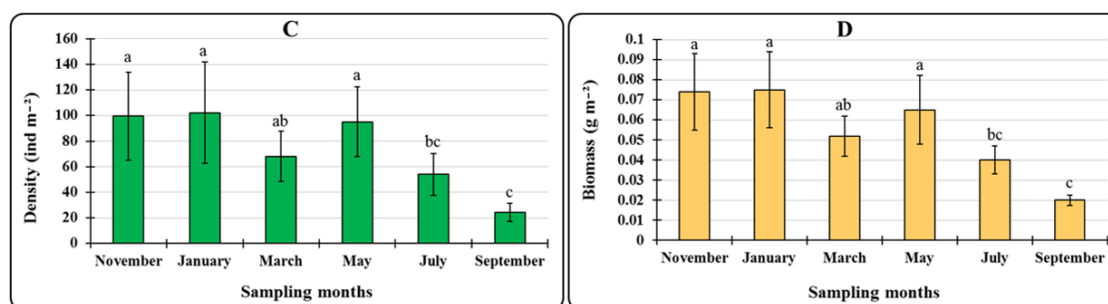 C
Density (ind m⁻²)
160
140
120
100
80
60
40
20
0
a
a
ab
a
bc
c
November January March May July September
Sampling months
D
Biomass (g m⁻²)
0.1
0.09
0.08
0.07
0.06
0.05
0.04
0.03
0.02
0.01
0
a
a
ab
a
bc
c
November January March May July September
Sampling months